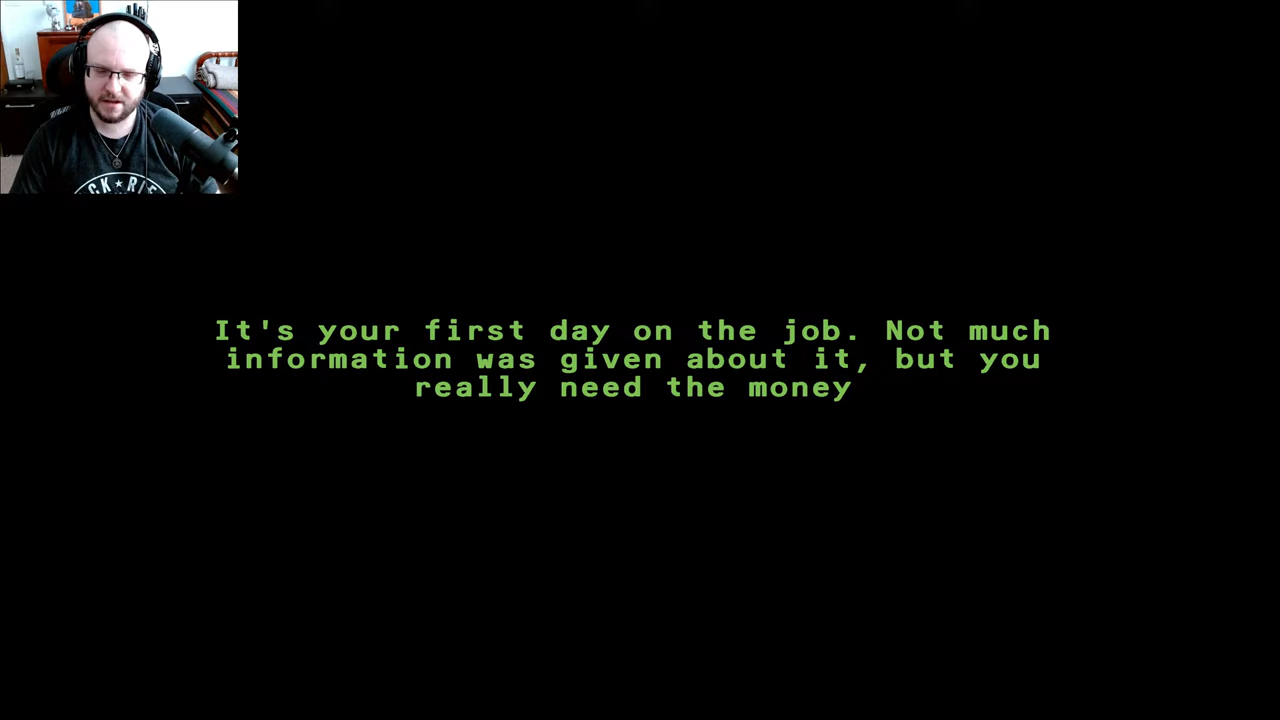 It's your first day on the job. Not much
information was given about it, but you
really need the money